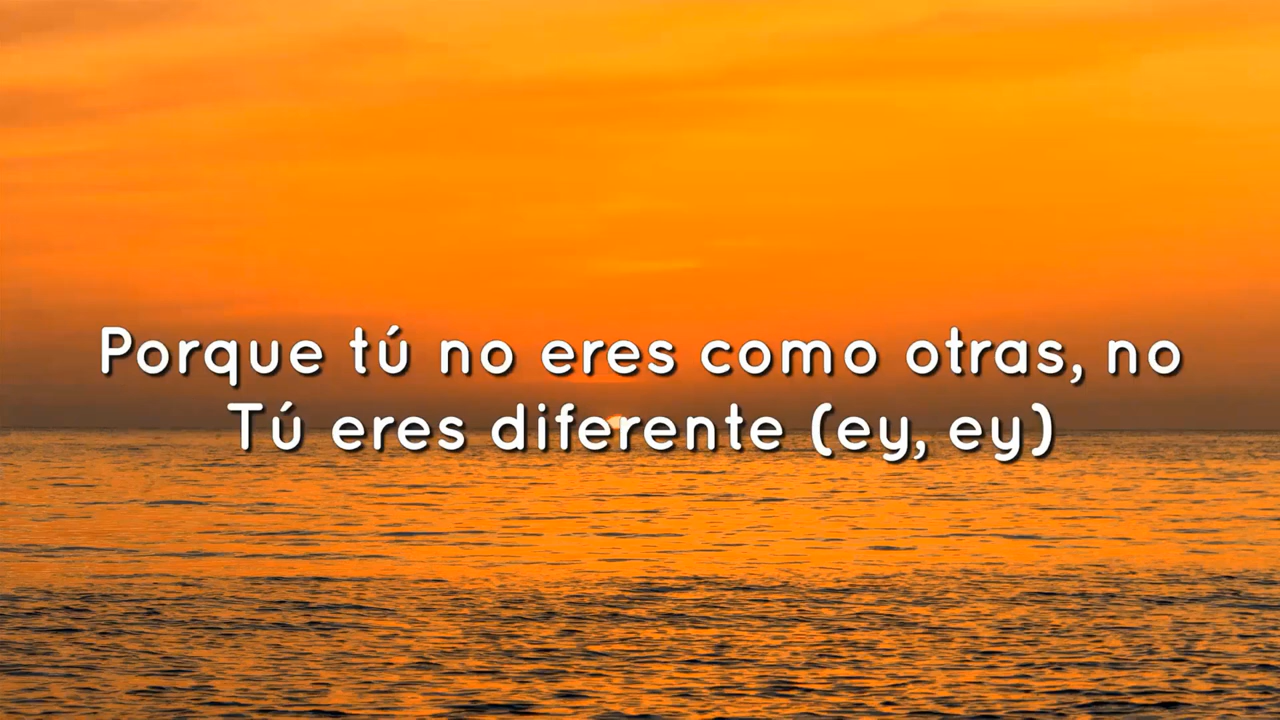 Porque tú no eres como otras, no
Tú eres diferente (ey, ey)